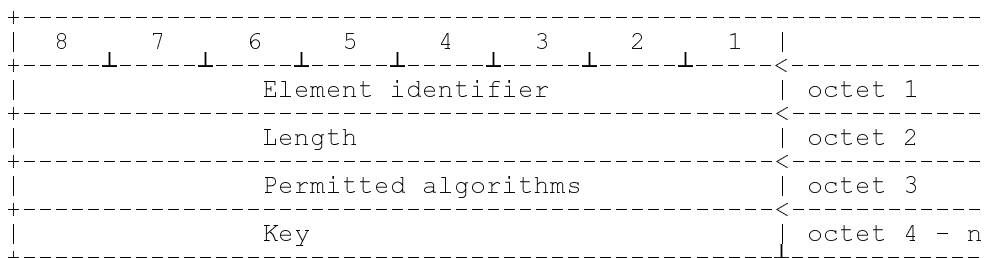 8 7 6 5 4 3 2 1
Element identifier octet 1
Length octet 2
Permitted algorithms octet 3
Key octet 4 - n